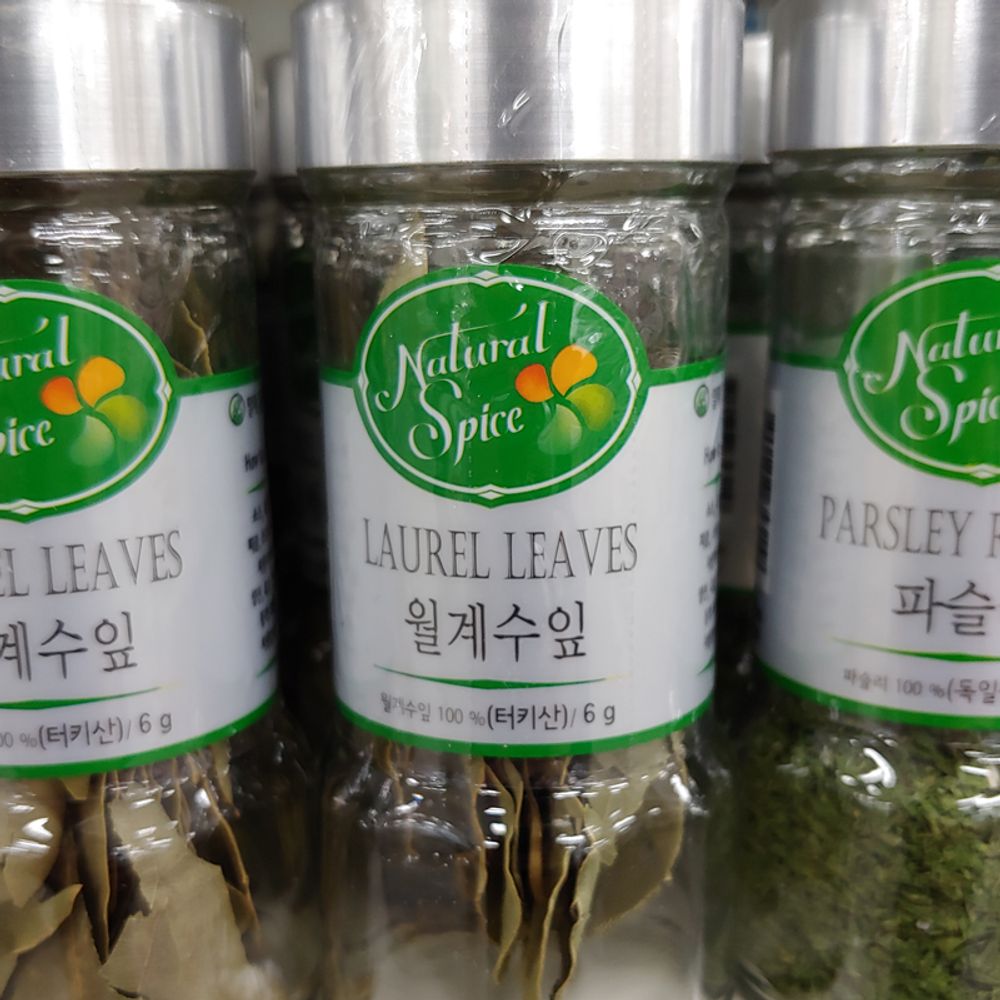 Natural
Spice
LAUREL LEAVES
월계수잎
월계수잎 100 %(터키산)/ 6 g
ural
pice
EL LEAVES
계수잎
00 %(터키산)/ 6 g
Natu
Spic
PARSLEY
파슬
파슬리 100 %(독일